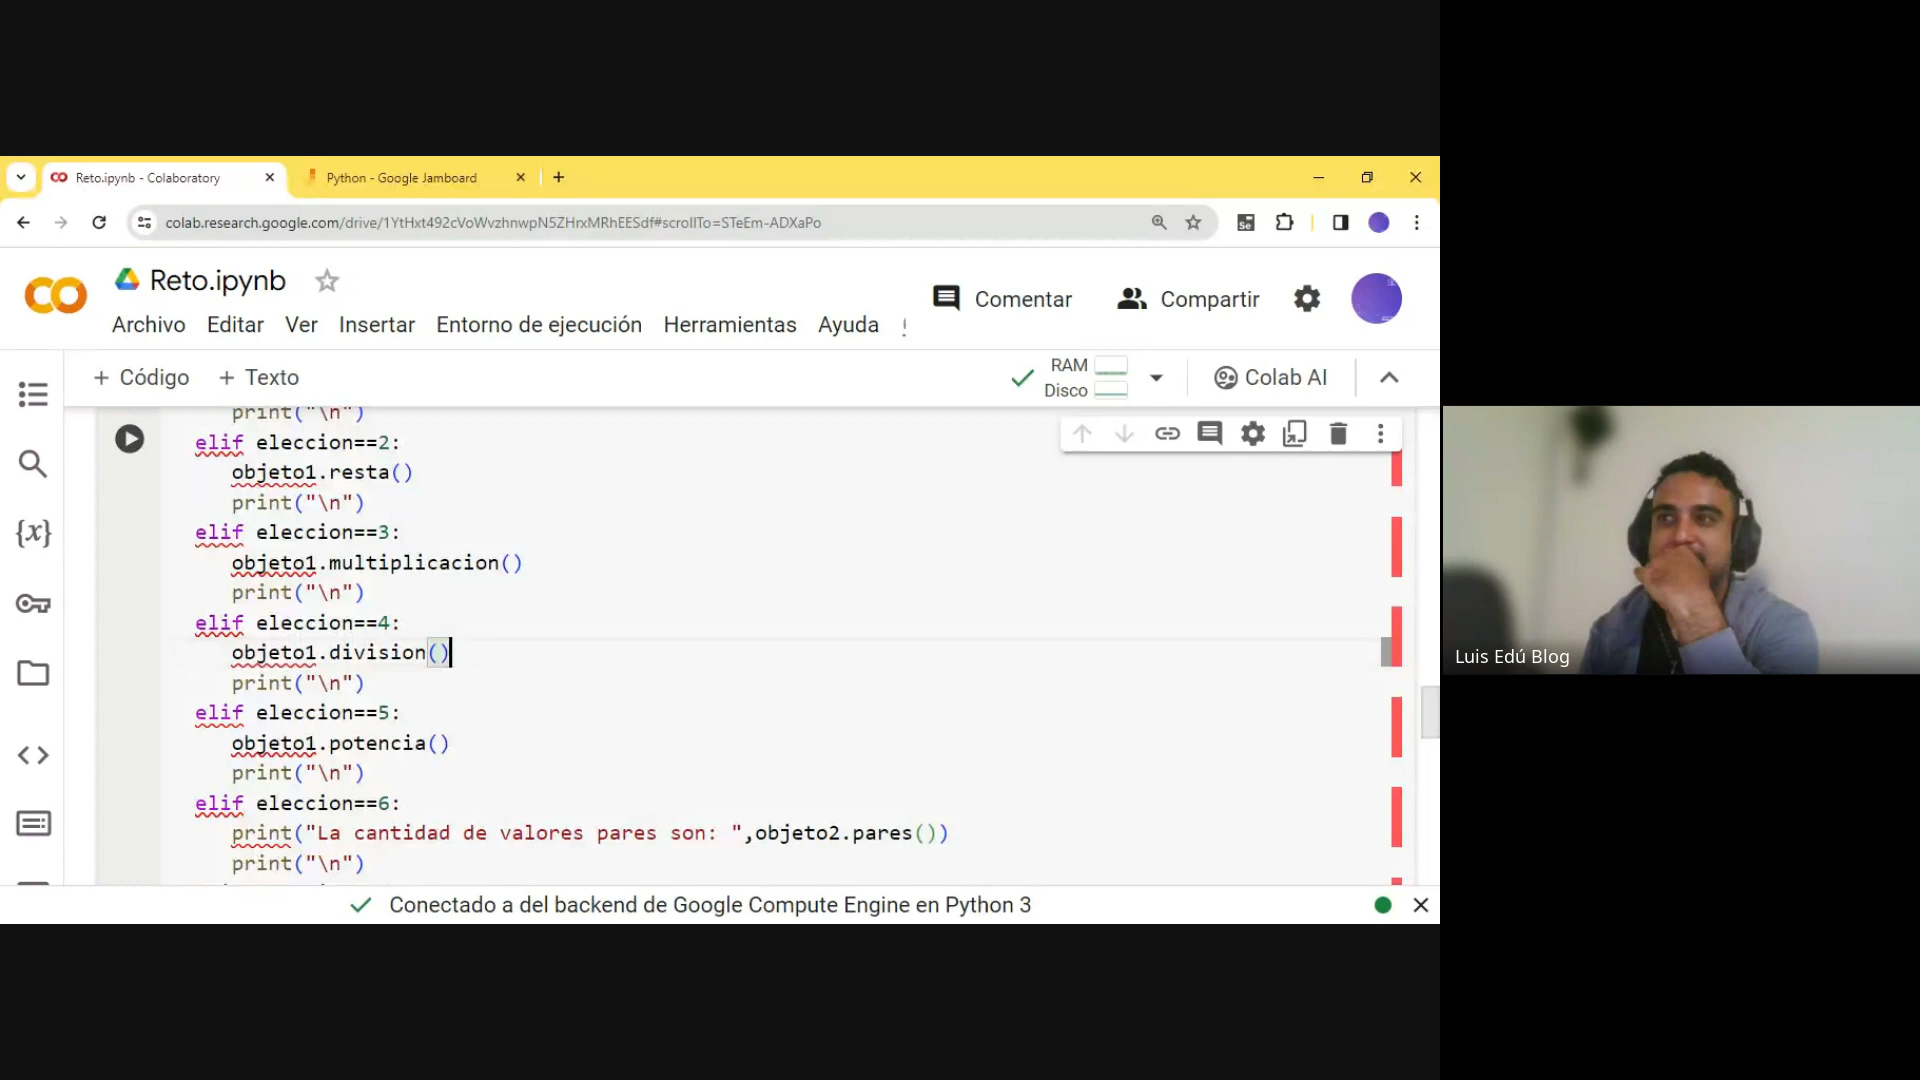 Reto.ipynb - Colaboratory
Python - Google Jamboard
colab.research.google.com/drive/1YtHxt492cVoWvzhnwpN5ZHrxMRhEESdf#scrollTo=STeEm-ADXaPo
Se
Reto.ipynb
Comentar
Compartir
Archivo Editar Ver Insertar Entorno de ejecución Herramientas Ayuda
+ Código + Texto
RAM
Disco
Colab AI
print("\n")
elif eleccion==2:
objeto1.resta()
print("\n")
elif eleccion==3:
objeto1.multiplicacion()
print("\n")
elif eleccion==4:
objeto1.division()
print("\n")
elif eleccion==5:
objeto1.potencia()
print("\n")
elif eleccion==6:
print("La cantidad de valores pares son: ",objeto2.pares())
print("\n")
{x}
Conectado a del backend de Google Compute Engine en Python 3
Luis Edú Blog